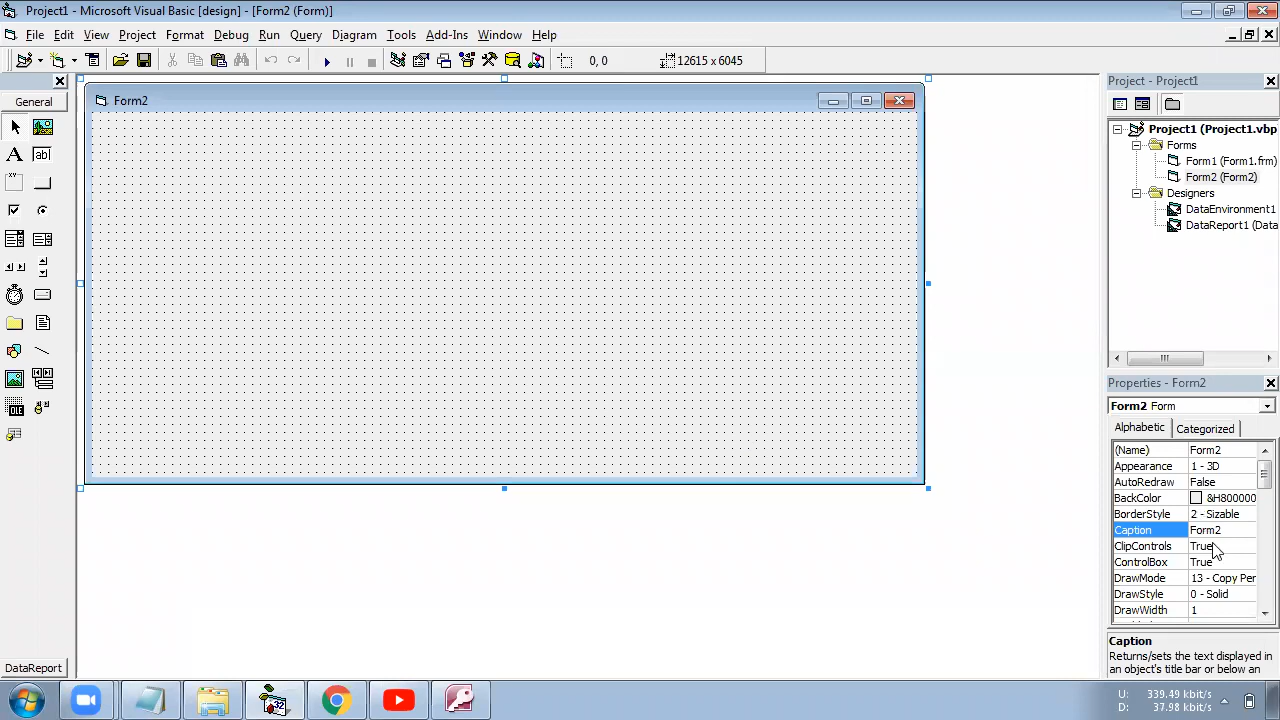 Project1 - Microsoft Visual Basic [design] - [Form2 (Form)]
File Edit View Project Format Debug Run Query Diagram Tools Add-Ins Window Help
0, 0
12615 x 6045
General
A
ab|
xy
OLE
DataReport
Form2
Project - Project1
Project1 (Project1.vbp
Forms
Form1 (Form1.frm)
Form2 (Form2)
Designers
DataEnvironment1
DataReport1 (Data
Properties - Form2
Form2 Form
Alphabetic Categorized
(Name) Form2
Appearance 1 - 3D
AutoRedraw False
BackColor &H800000
BorderStyle 2 - Sizable
Caption Form2
ClipControls True
ControlBox True
DrawMode 13 - Copy Per
DrawStyle 0 - Solid
DrawWidth 1
Caption
Returns/sets the text displayed in
an object's title bar or below an
32
U: 339.49 kbit/s
D: 37.98 kbit/s